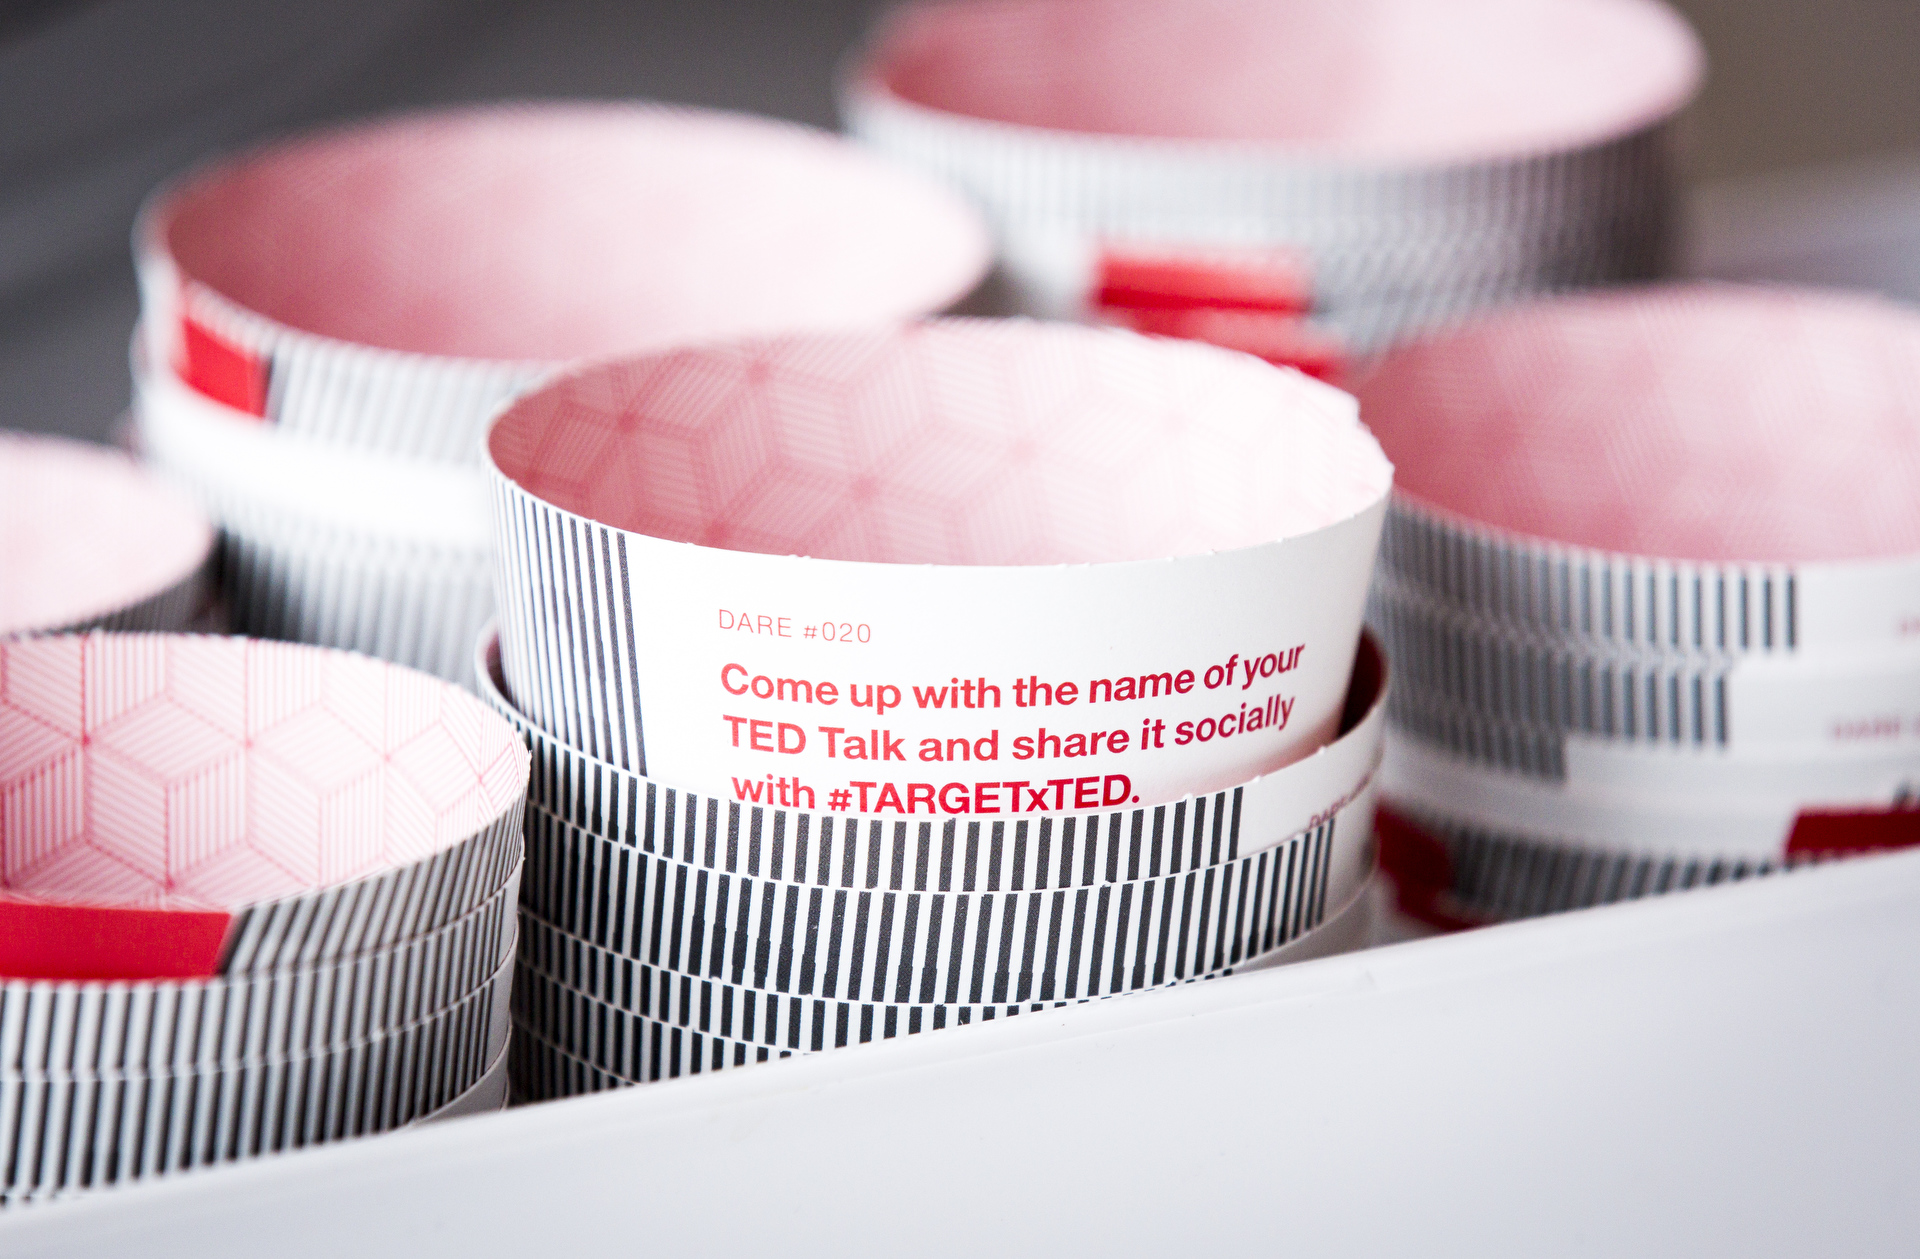 DARE #020
Come up with the name of your
TED Talk and share it socially
with #TARGETxTED.